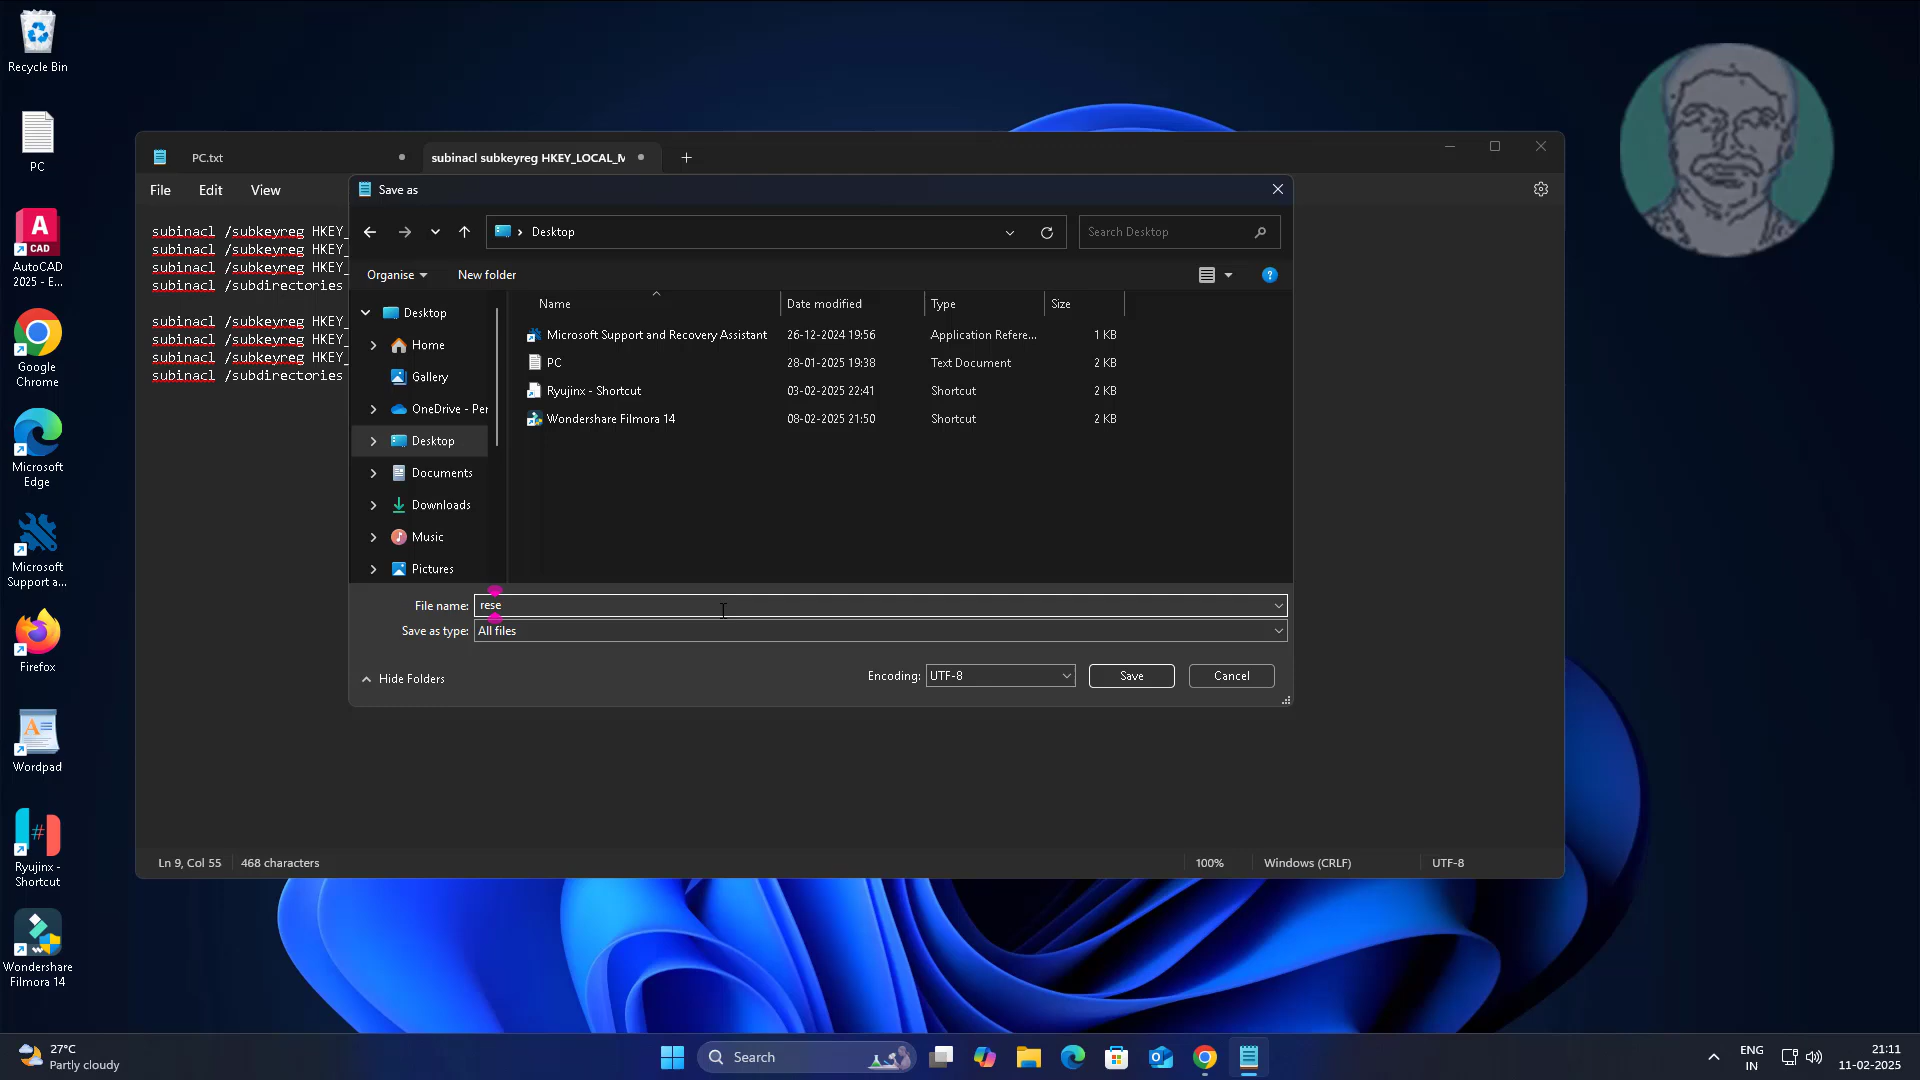 Recycle Bin
PC
AutoCAD
2025 - E...
Google
Chrome
Microsoft
Edge
Microsoft
Support a...
Firefox
Wordpad
Ryujinx -
Shortcut
Wondershare
Filmora 14
PC.txt
subinacl subkeyreg HKEY_LOCAL_M
File Edit View
subinacl /subkeyreg HKEY_
subinacl /subkeyreg HKEY_
subinacl /subkeyreg HKEY_
subinacl /subdirectories
subinacl /subkeyreg HKEY_
subinacl /subkeyreg HKEY_
subinacl /subkeyreg HKEY_
subinacl /subdirectories
Save as
Desktop
Search Desktop
Organise New folder
Desktop
Home
Gallery
OneDrive - Per
Desktop
Documents
Downloads
Music
Pictures
Name Date modified Type Size
Microsoft Support and Recovery Assistant 26-12-2024 19:56 Application Refere... 1 KB
PC 28-01-2025 19:38 Text Document 2 KB
Ryujinx - Shortcut 03-02-2025 22:41 Shortcut 2 KB
Wondershare Filmora 14 08-02-2025 21:50 Shortcut 2 KB
File name: rese
Save as type: All files
Hide Folders
Encoding: UTF-8 Save Cancel
Ln 9, Col 55 468 characters 100% Windows (CRLF) UTF-8
27°C
Partly cloudy
Search
ENG
IN
21:11
11-02-2025